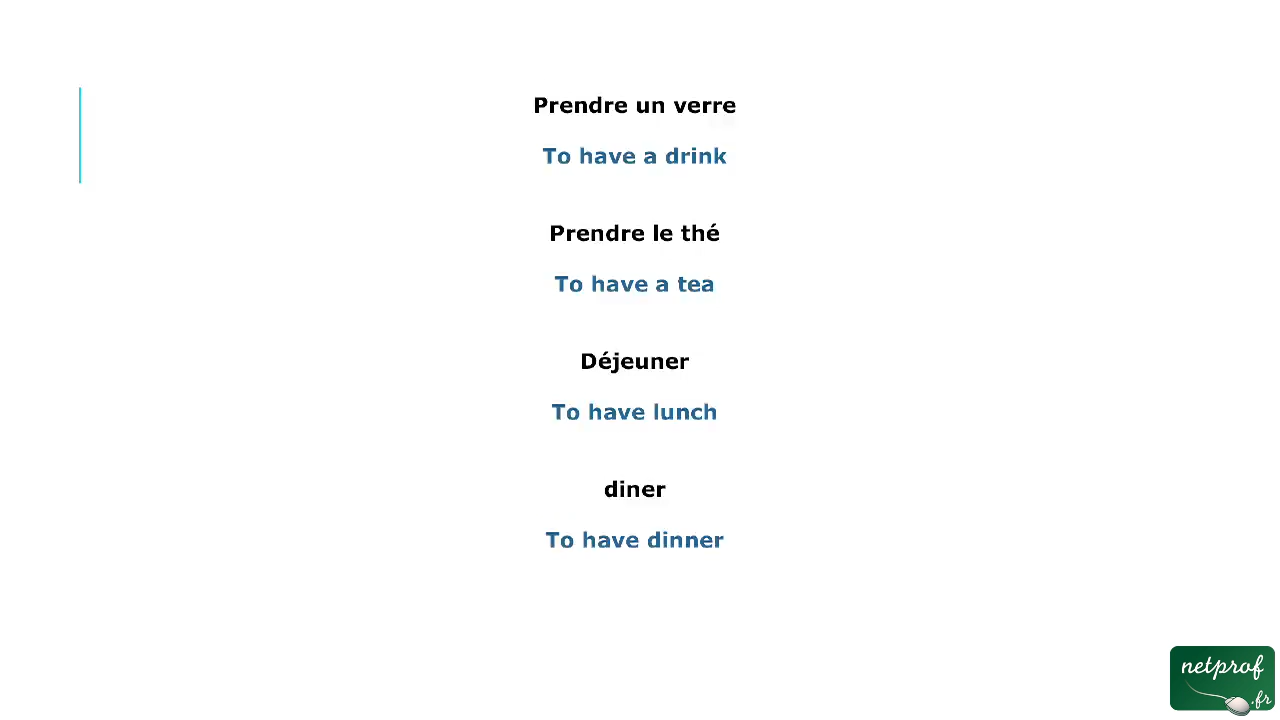 Prendre un verre
To have a drink
Prendre le thé
To have a tea
Déjeuner
To have lunch
diner
To have dinner
netprof
.fr